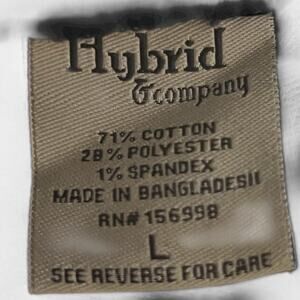 Hybrid
& company
71% COTTON
28% POLYESTER
1% SPANDEX
MADE IN BANGLADESH
RN# 156998
L
SEE REVERSE FOR CARE